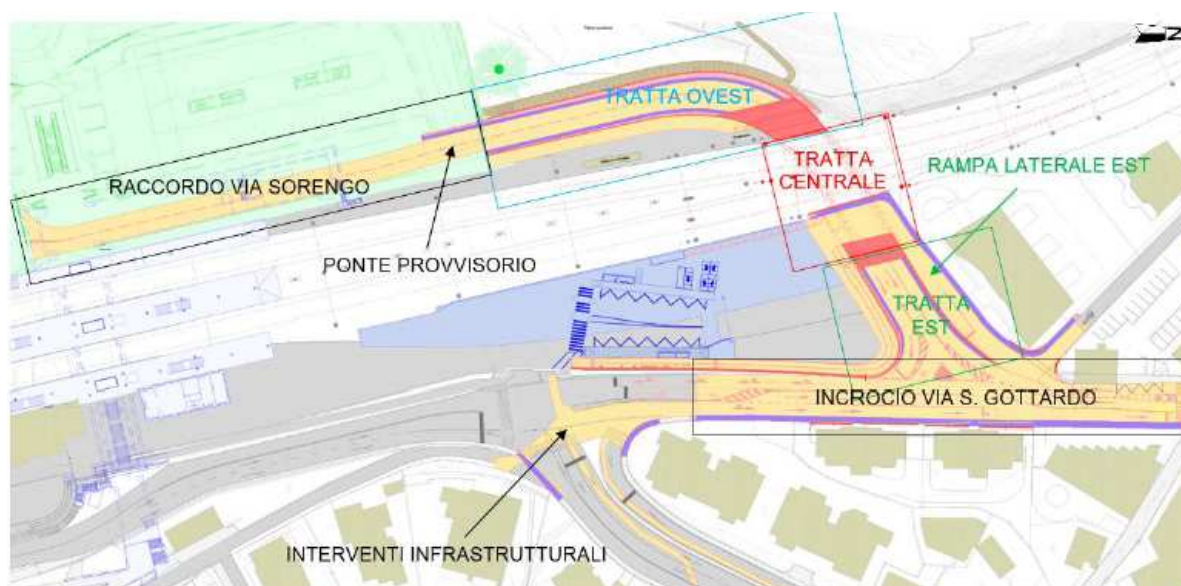 N
TRATTA OVEST
RACCORDO VIA SORENGO
TRATTA
CENTRALE
RAMPA LATERALE EST
PONTE PROVVISORIO
TRATTA
EST
INCROCIO VIA S. GOTTARDO
INTERVENTI INFRASTRUTTURALI